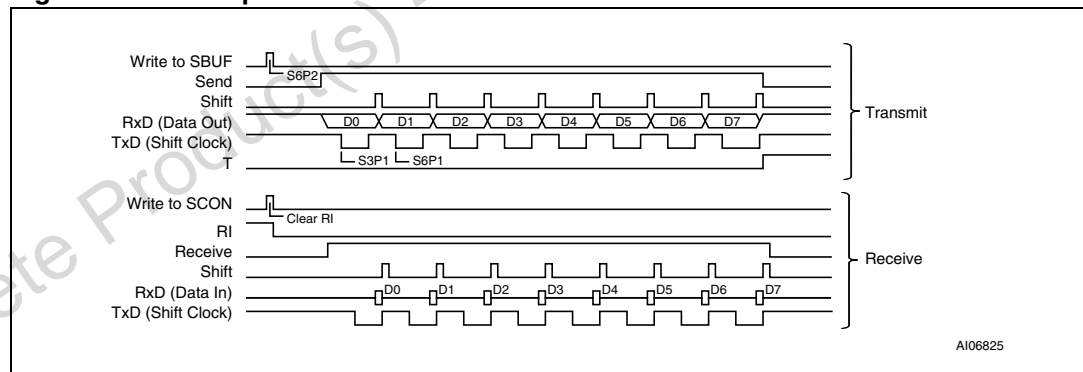 Write to SBUF
S6P2
Send
Shift
RxD (Data Out) D0 D1 D2 D3 D4 D5 D6 D7
TxD (Shift Clock)
S3P1 S6P1
T
Transmit
Write to SCON
Clear RI
RI
Receive
Shift
RxD (Data In) D0 D1 D2 D3 D4 D5 D6 D7
TxD (Shift Clock)
Receive
AI06825
ete Product(s)